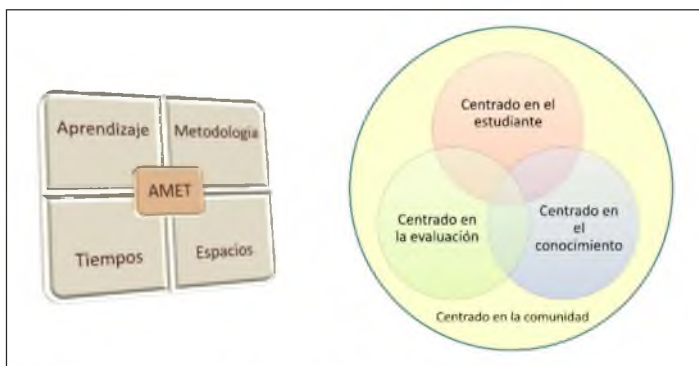 Aprendizaje
Metodologia
AMET
Tiempos
Espacios
Centrado en el
estudiante
Centrado en
la evaluación
Centrado en
el
conocimiento
Centrado en la comunidad